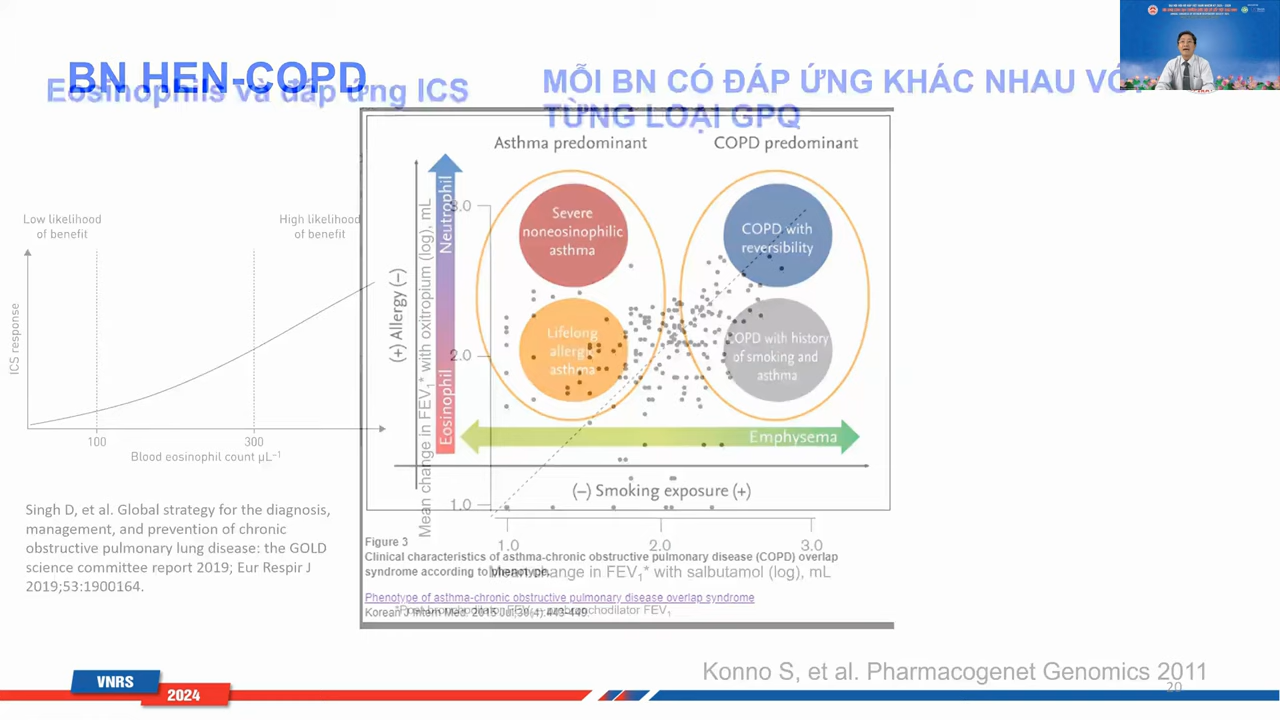 BN HEN-COPD
Eosinophils và đáp ứng ICS
MỖI BN CÓ ĐÁP ỨNG KHÁC NHAU VỚI
TỪNG LOẠI GPQ
Asthma predominant
COPD predominant
Low likelihood
of benefit
High likelihood
of benefit
ICS response
100
300
Blood eosinophil count µL⁻¹
(+) Allergy (−)
Neutrophil
Eosinophil
Mean change in FEV₁* with oxitropium (log), mL
3.0
2.0
1.0
Severe
noneosinophilic
asthma
COPD with
reversibility
Lifelong
allergic
asthma
COPD with history
of smoking and
asthma
Emphysema
(−) Smoking exposure (+)
1.0
2.0
3.0
Mean change in FEV₁* with salbutamol (log), mL
Figure 3
Clinical characteristics of asthma-chronic obstructive pulmonary disease (COPD) overlap
syndrome according to phenotype.
Phenotype of asthma-chronic obstructive pulmonary disease overlap syndrome
Korean J Intern Med. 2015 Jul;30(4):443-449.
Singh D, et al. Global strategy for the diagnosis,
management, and prevention of chronic
obstructive pulmonary lung disease: the GOLD
science committee report 2019; Eur Respir J
2019;53:1900164.
Konno S, et al. Pharmacogenet Genomics 2011
20
VNRS
2024